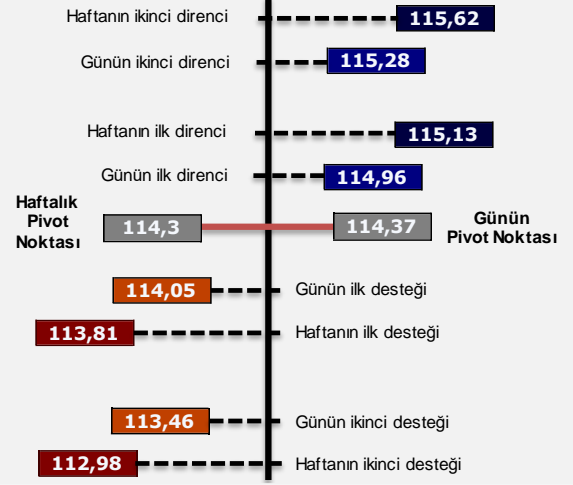 Haftanın ikinci direnci 115,62
Günün ikinci direnci 115,28
Haftanın ilk direnci 115,13
Günün ilk direnci 114,96
Haftalık
Pivot
Noktası
114,3 114,37
Günün
Pivot Noktası
114,05 Günün ilk desteği
113,81 Haftanın ilk desteği
113,46 Günün ikinci desteği
112,98 Haftanın ikinci desteği